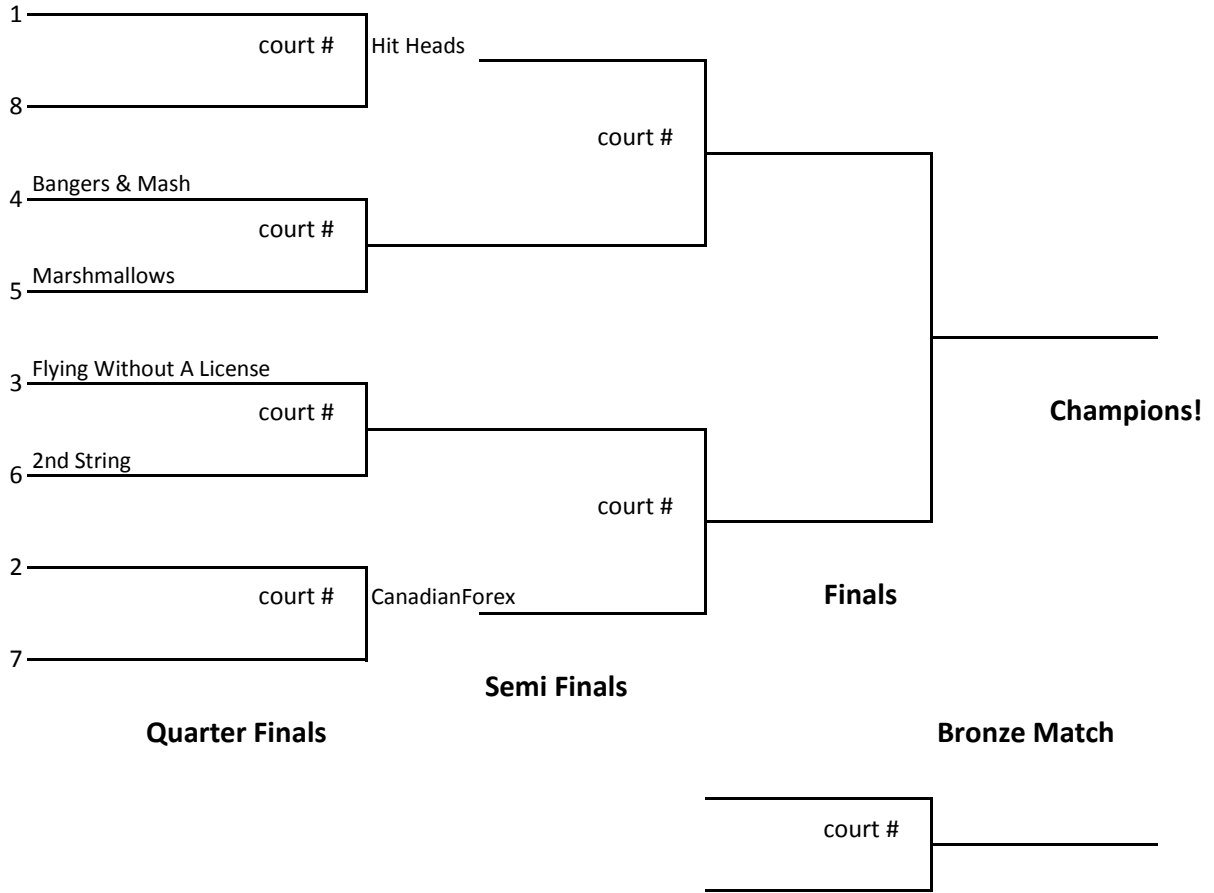 1
court # Hit Heads
8
court #
4 Bangers & Mash
court #
5 Marshmallows
3 Flying Without A License
court #
Champions!
6 2nd String
court #
2
court # CanadianForex
Finals
7
Semi Finals
Quarter Finals
Bronze Match
court #